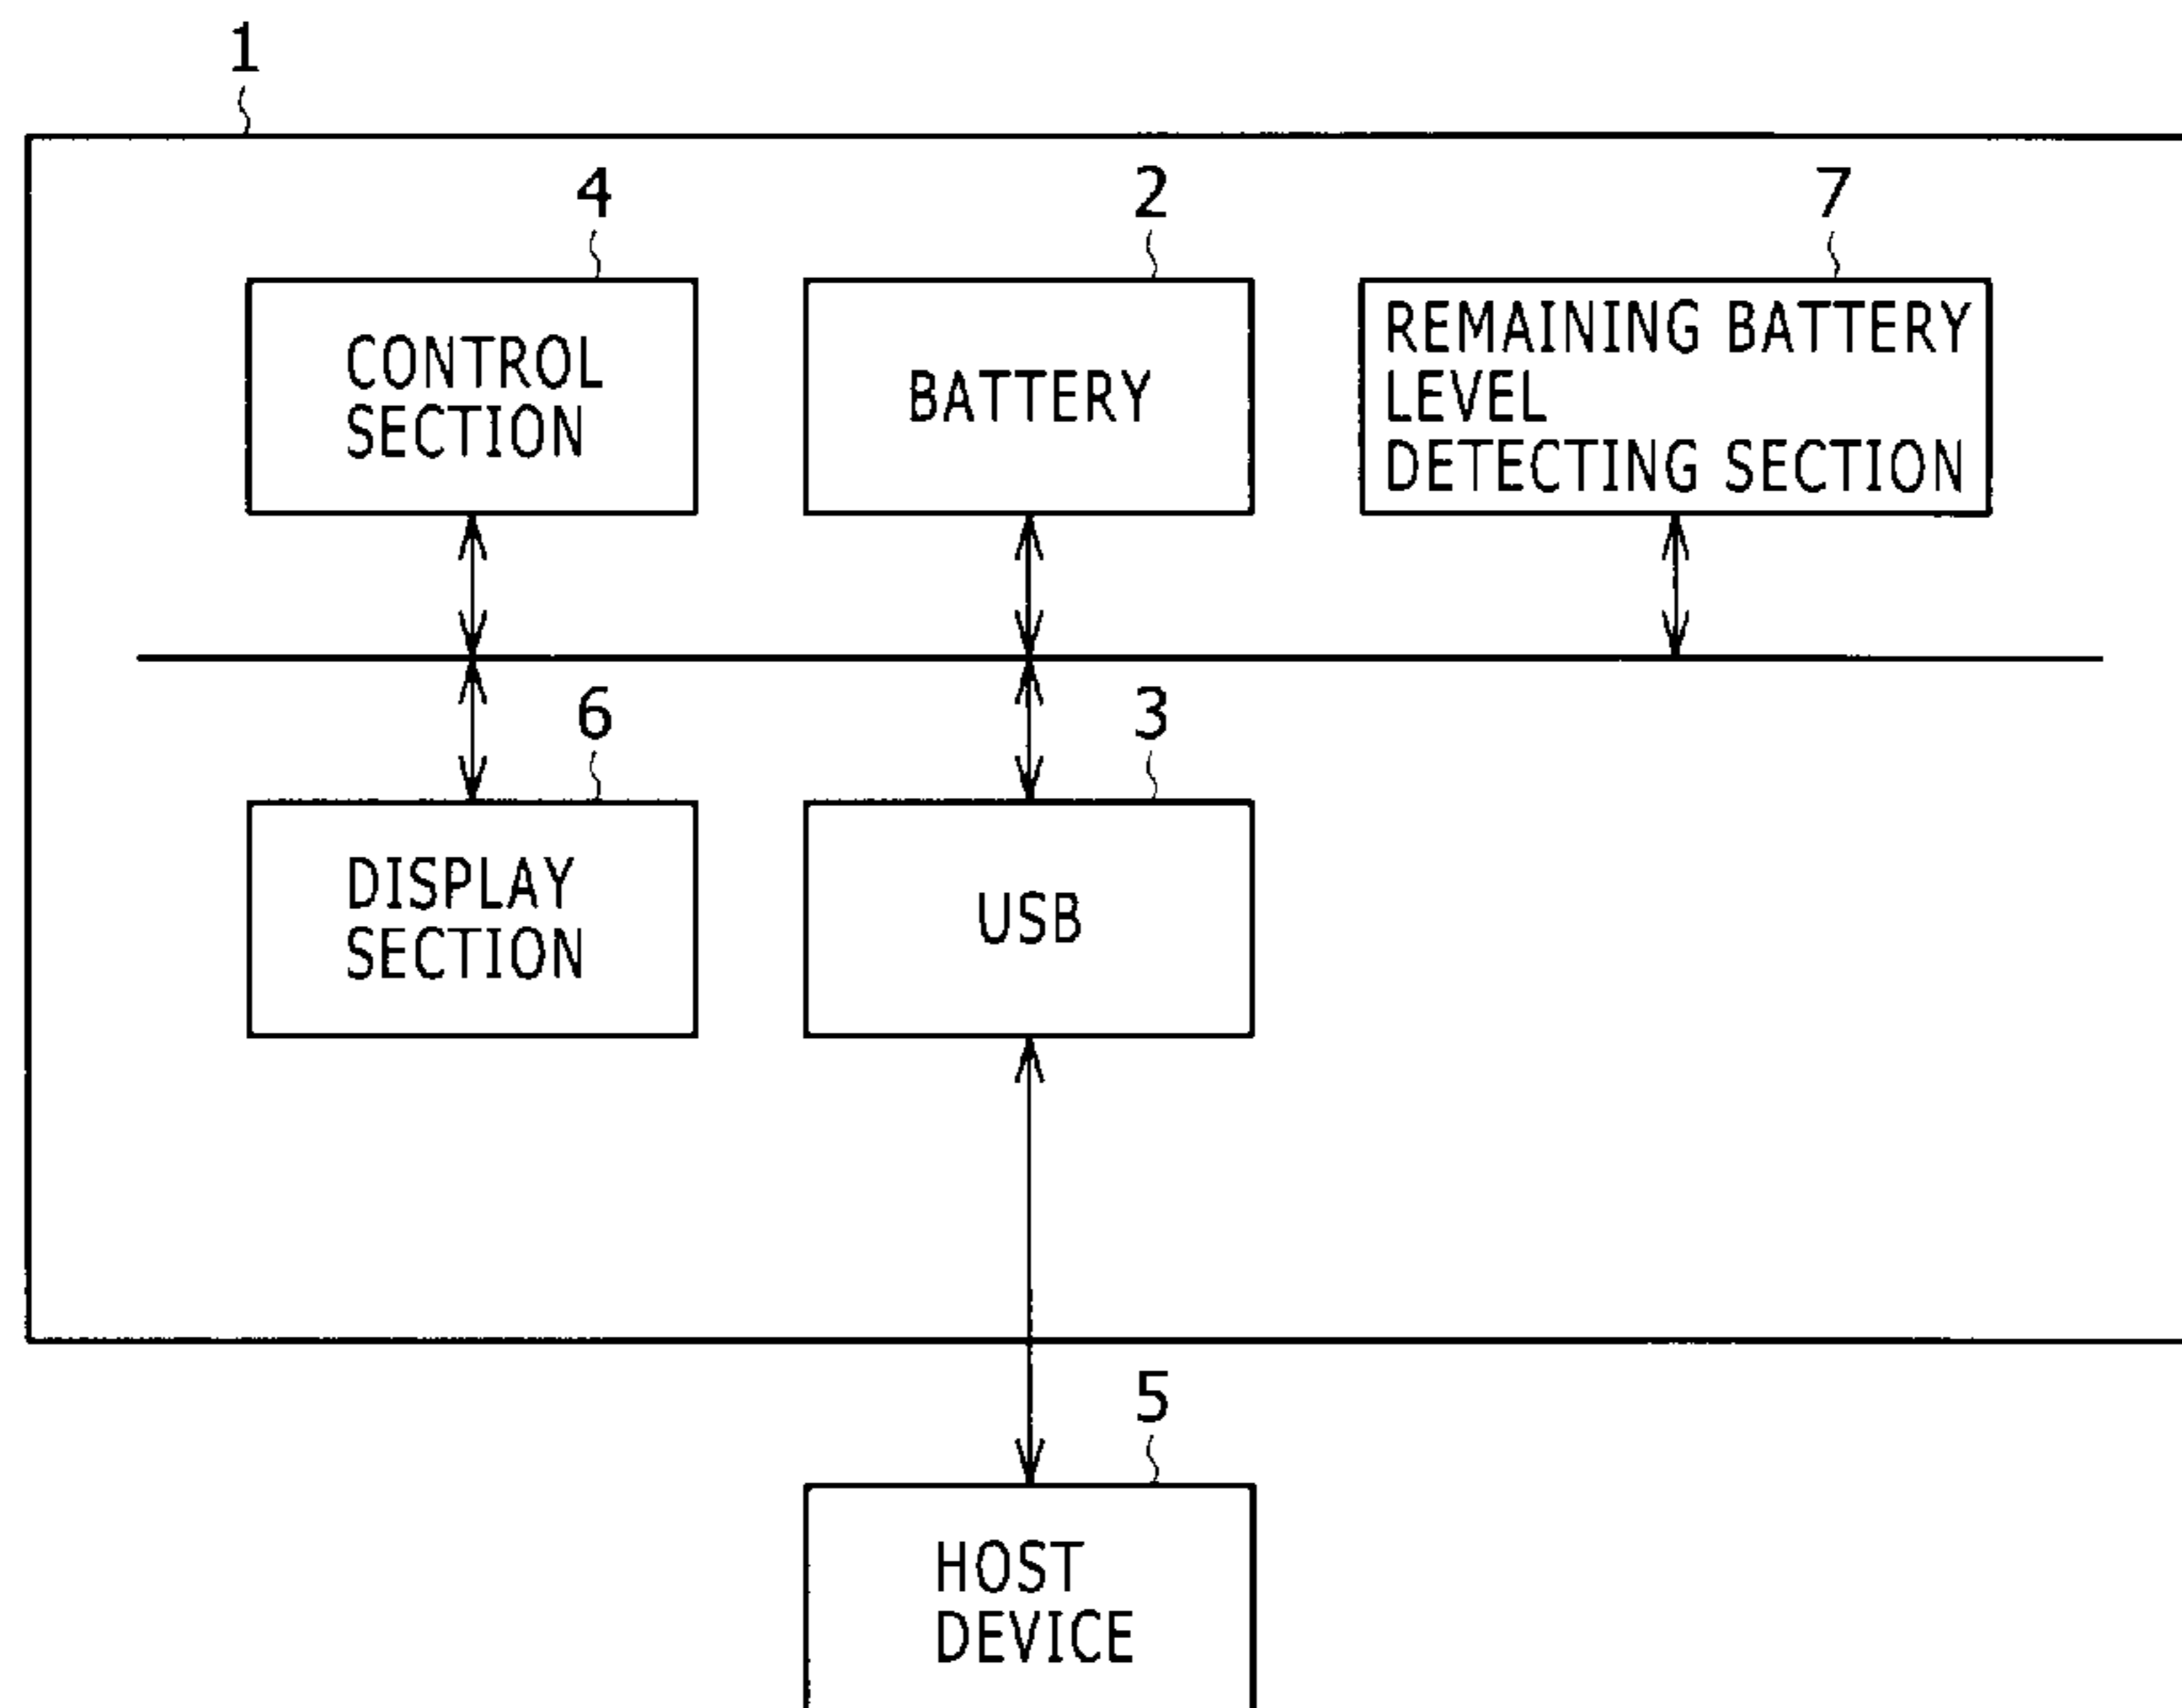 1
4
2
7
CONTROL
SECTION
BATTERY
REMAINING BATTERY
LEVEL
DETECTING SECTION
6
3
DISPLAY
SECTION
USB
5
HOST
DEVICE